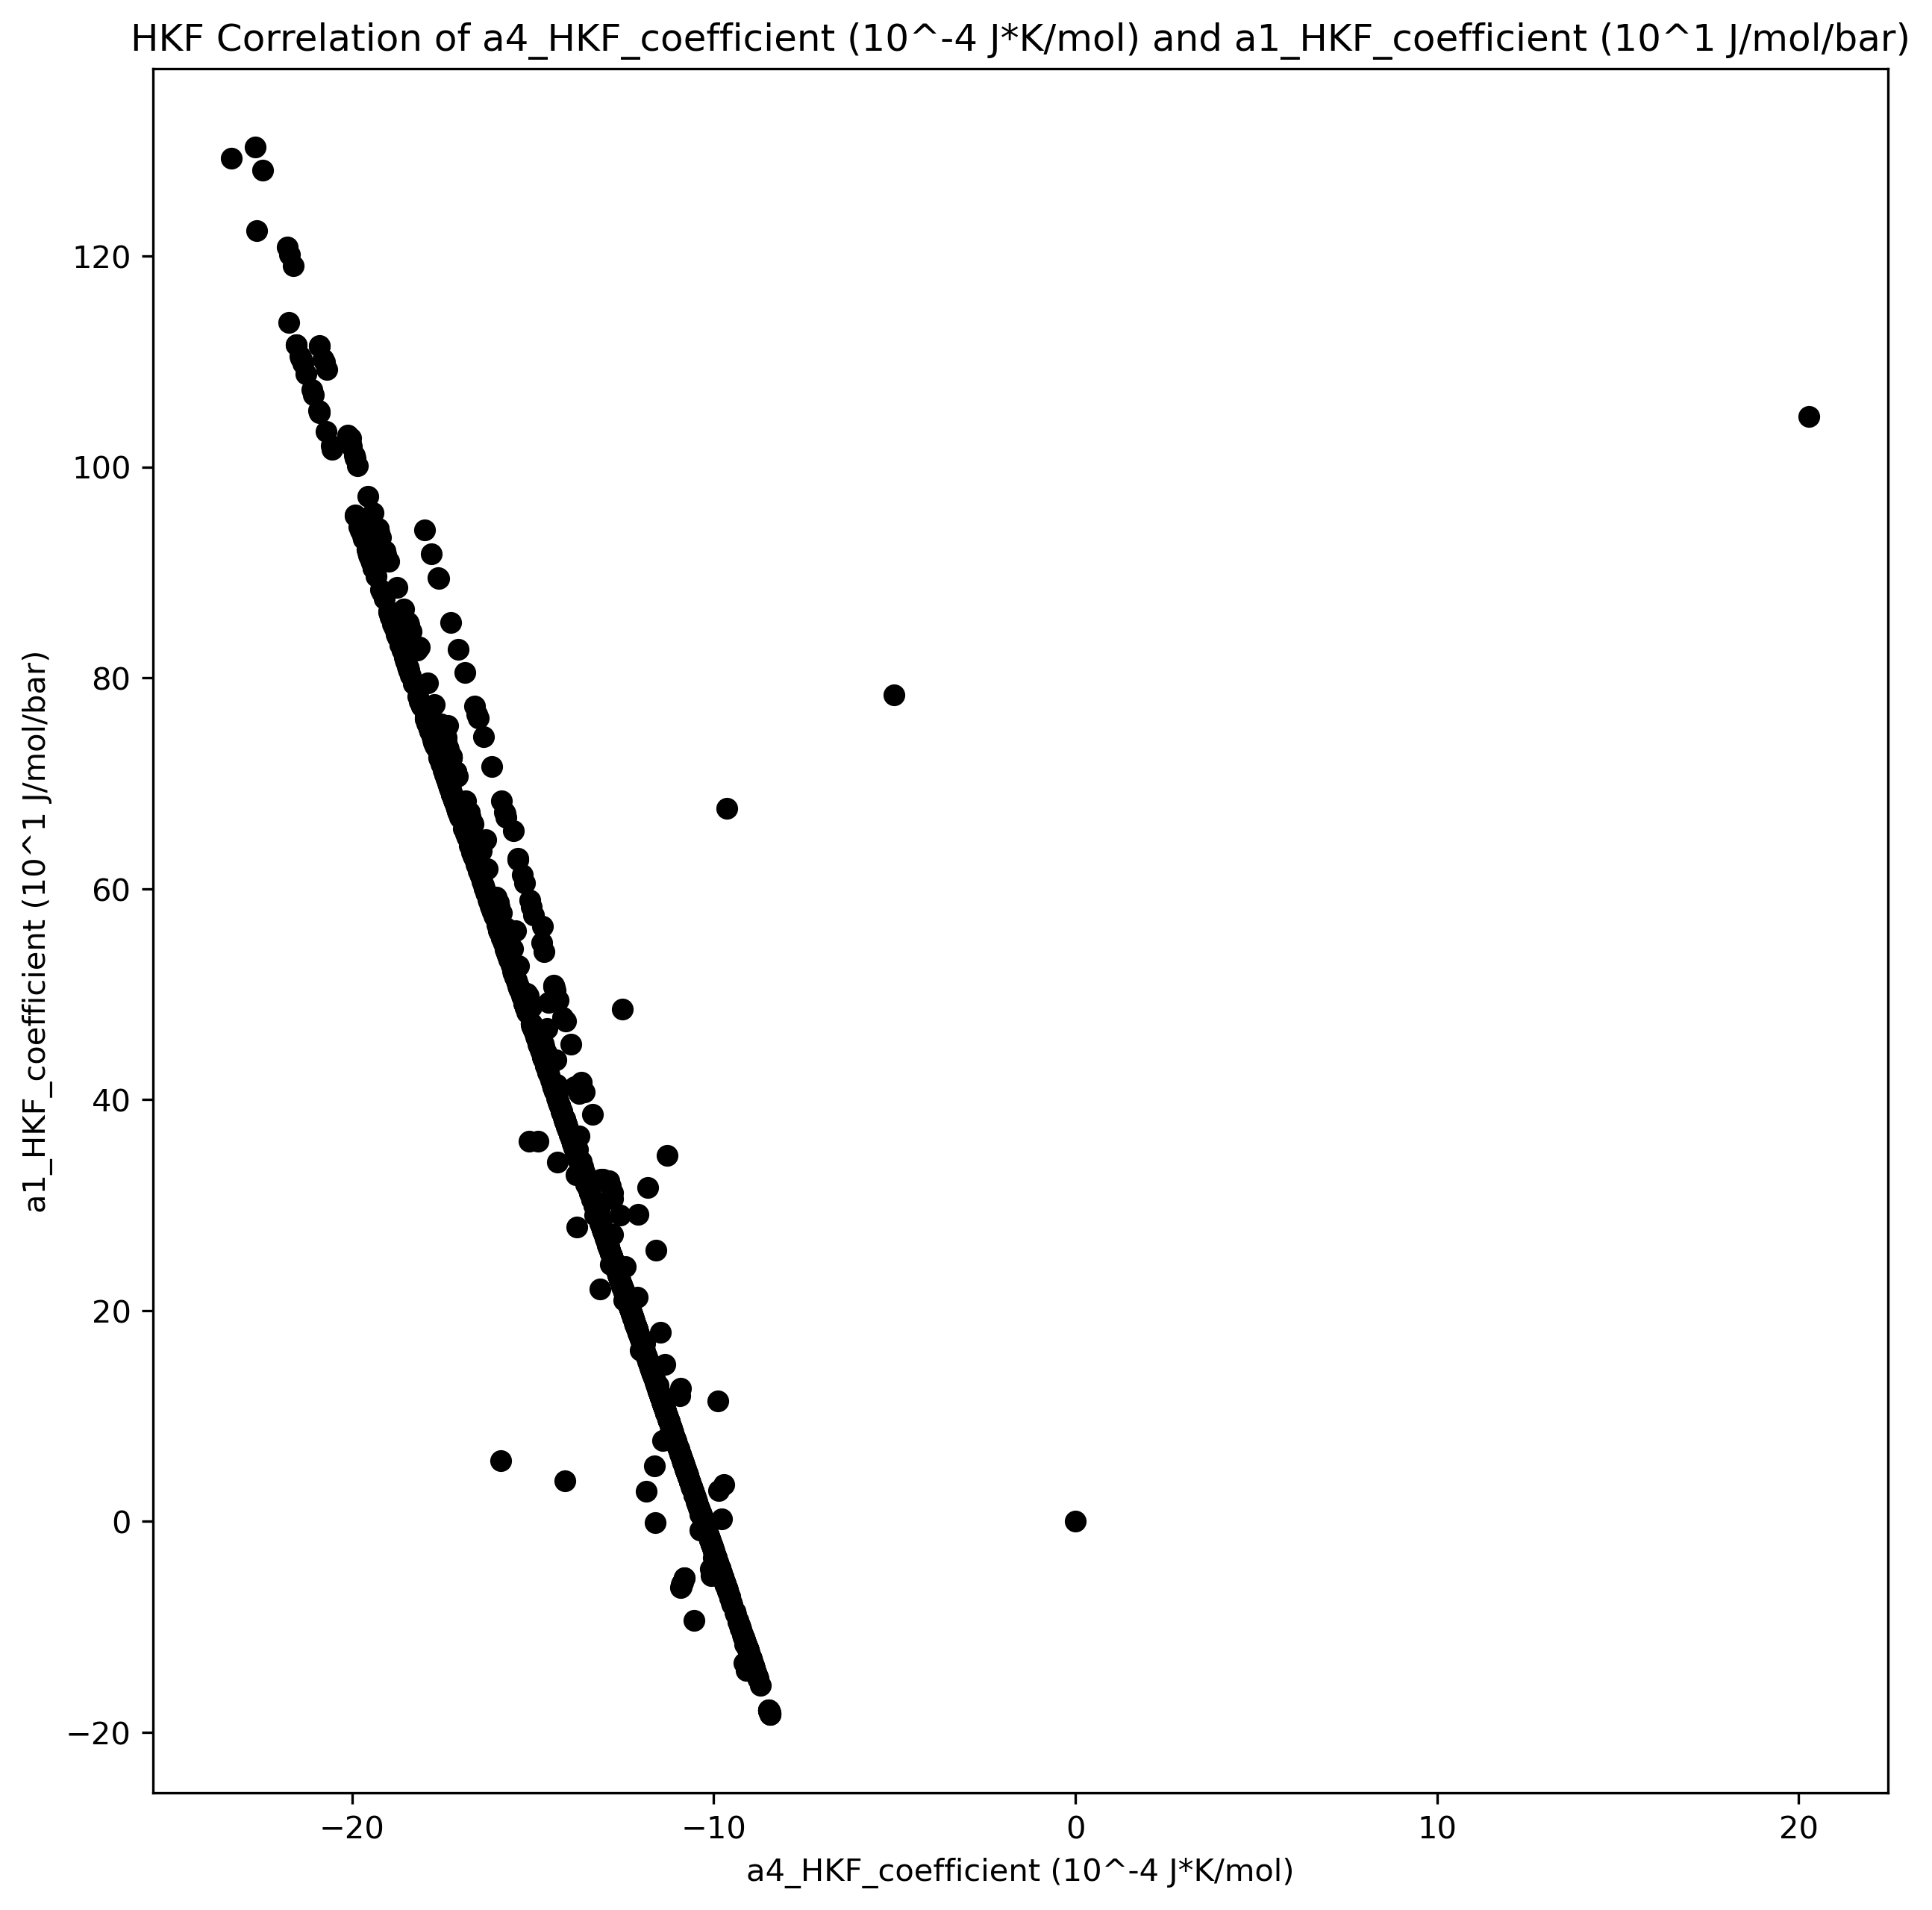 HKF Correlation of a4_HKF_coefficient (10^-4 J*K/mol) and a1_HKF_coefficient (10^1 J/mol/bar)
120
100
80
60
40
20
0
−20
a1_HKF_coefficient (10^1 J/mol/bar)
−20 −10 0 10 20
a4_HKF_coefficient (10^-4 J*K/mol)